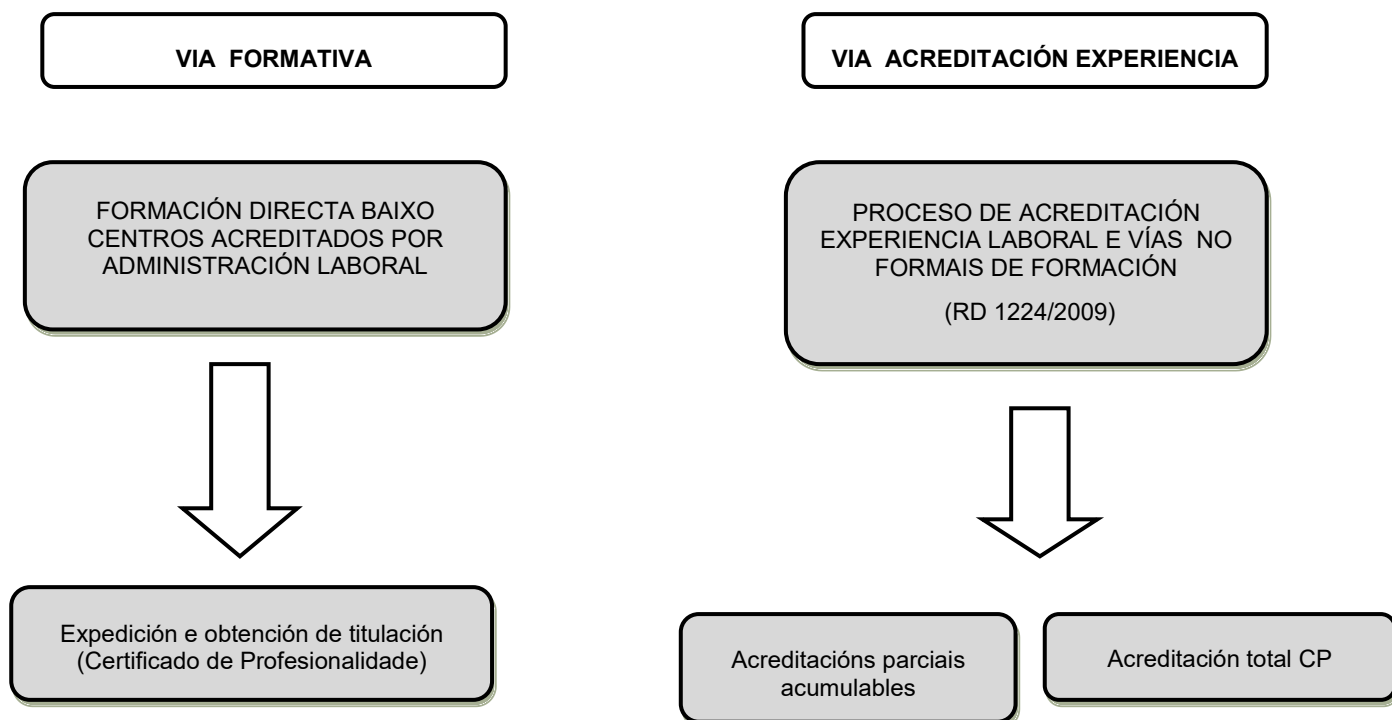 VIA FORMATIVA
FORMACIÓN DIRECTA BAIXO
CENTROS ACREDITADOS POR
ADMINISTRACIÓN LABORAL
Expedición e obtención de titulación
(Certificado de Profesionalidade)
VIA ACREDITACIÓN EXPERIENCIA
PROCESO DE ACREDITACIÓN
EXPERIENCIA LABORAL E VÍAS NO
FORMAIS DE FORMACIÓN
(RD 1224/2009)
Acreditacións parciais
acumulables
Acreditación total CP